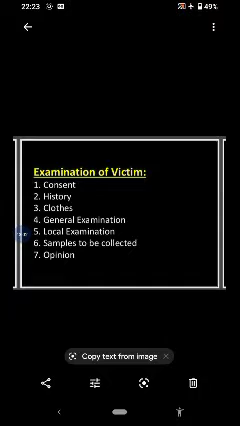 22:23
49%
Examination of Victim:
1. Consent
2. History
3. Clothes
4. General Examination
5. Local Examination
6. Samples to be collected
7. Opinion
Copy text from image